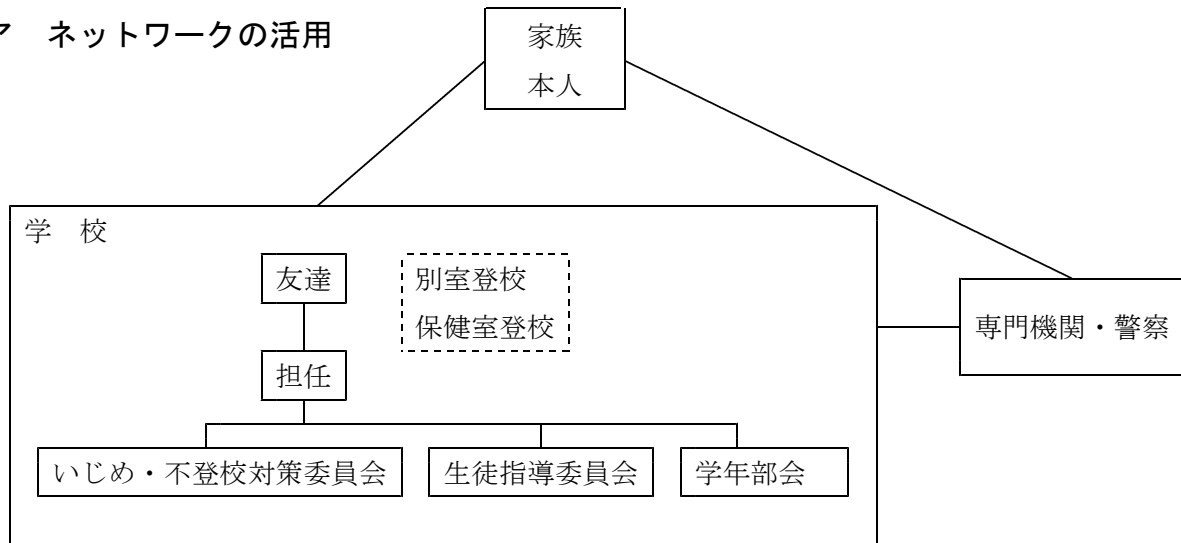 ア　ネットワークの活用
家族
本人
学　校
友達
別室登校
保健室登校
専門機関・警察
担任
いじめ・不登校対策委員会
生徒指導委員会
学年部会